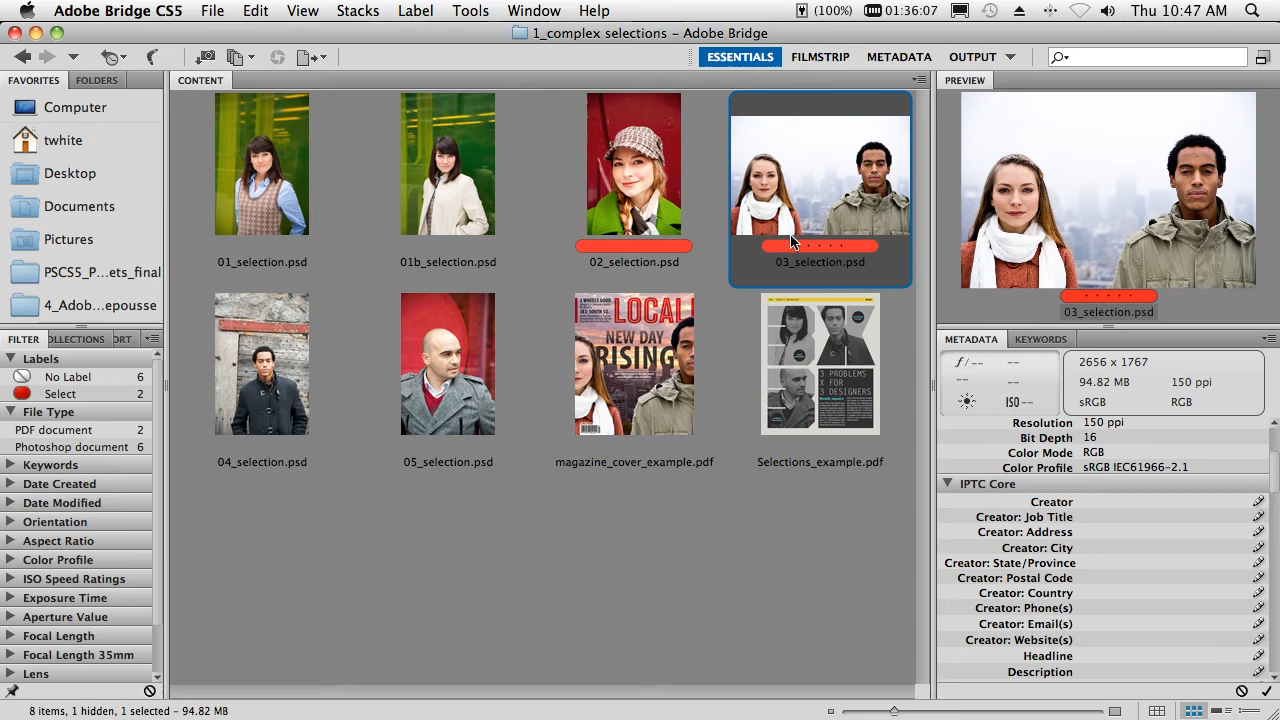 Adobe Bridge CS5 File Edit View Stacks Label Tools Window Help (100%) 01:36:07 Thu 10:47 AM
1_complex selections – Adobe Bridge
ESSENTIALS FILMSTRIP METADATA OUTPUT
FAVORITES FOLDERS
Computer
twhite
Desktop
Documents
Pictures
PSCS5_P...ets_final
4_Adob...epousse
FILTER OLLECTIONS ORT
Labels
No Label 6
Select
File Type
PDF document
Photoshop document 6
Keywords
Date Created
Date Modified
Orientation
Aspect Ratio
Color Profile
ISO Speed Ratings
Exposure Time
Aperture Value
Focal Length
Focal Length 35mm
Lens
CONTENT
01_selection.psd
01b_selection.psd
02_selection.psd
03_selection.psd
LOCAL
NEW DAY
RISING
3 PROBLEMS
X FOR
3 DESIGNERS
04_selection.psd
05_selection.psd
magazine_cover_example.pdf
Selections_example.pdf
PREVIEW
03_selection.psd
METADATA KEYWORDS
ƒ/-- --
-- --
ISO--
2656 x 1767
94.82 MB 150 ppi
sRGB RGB
Resolution 150 ppi
Bit Depth 16
Color Mode RGB
Color Profile sRGB IEC61966-2.1
IPTC Core
Creator
Creator: Job Title
Creator: Address
Creator: City
Creator: State/Province
Creator: Postal Code
Creator: Country
Creator: Phone(s)
Creator: Email(s)
Creator: Website(s)
Headline
Description
8 items, 1 hidden, 1 selected – 94.82 MB